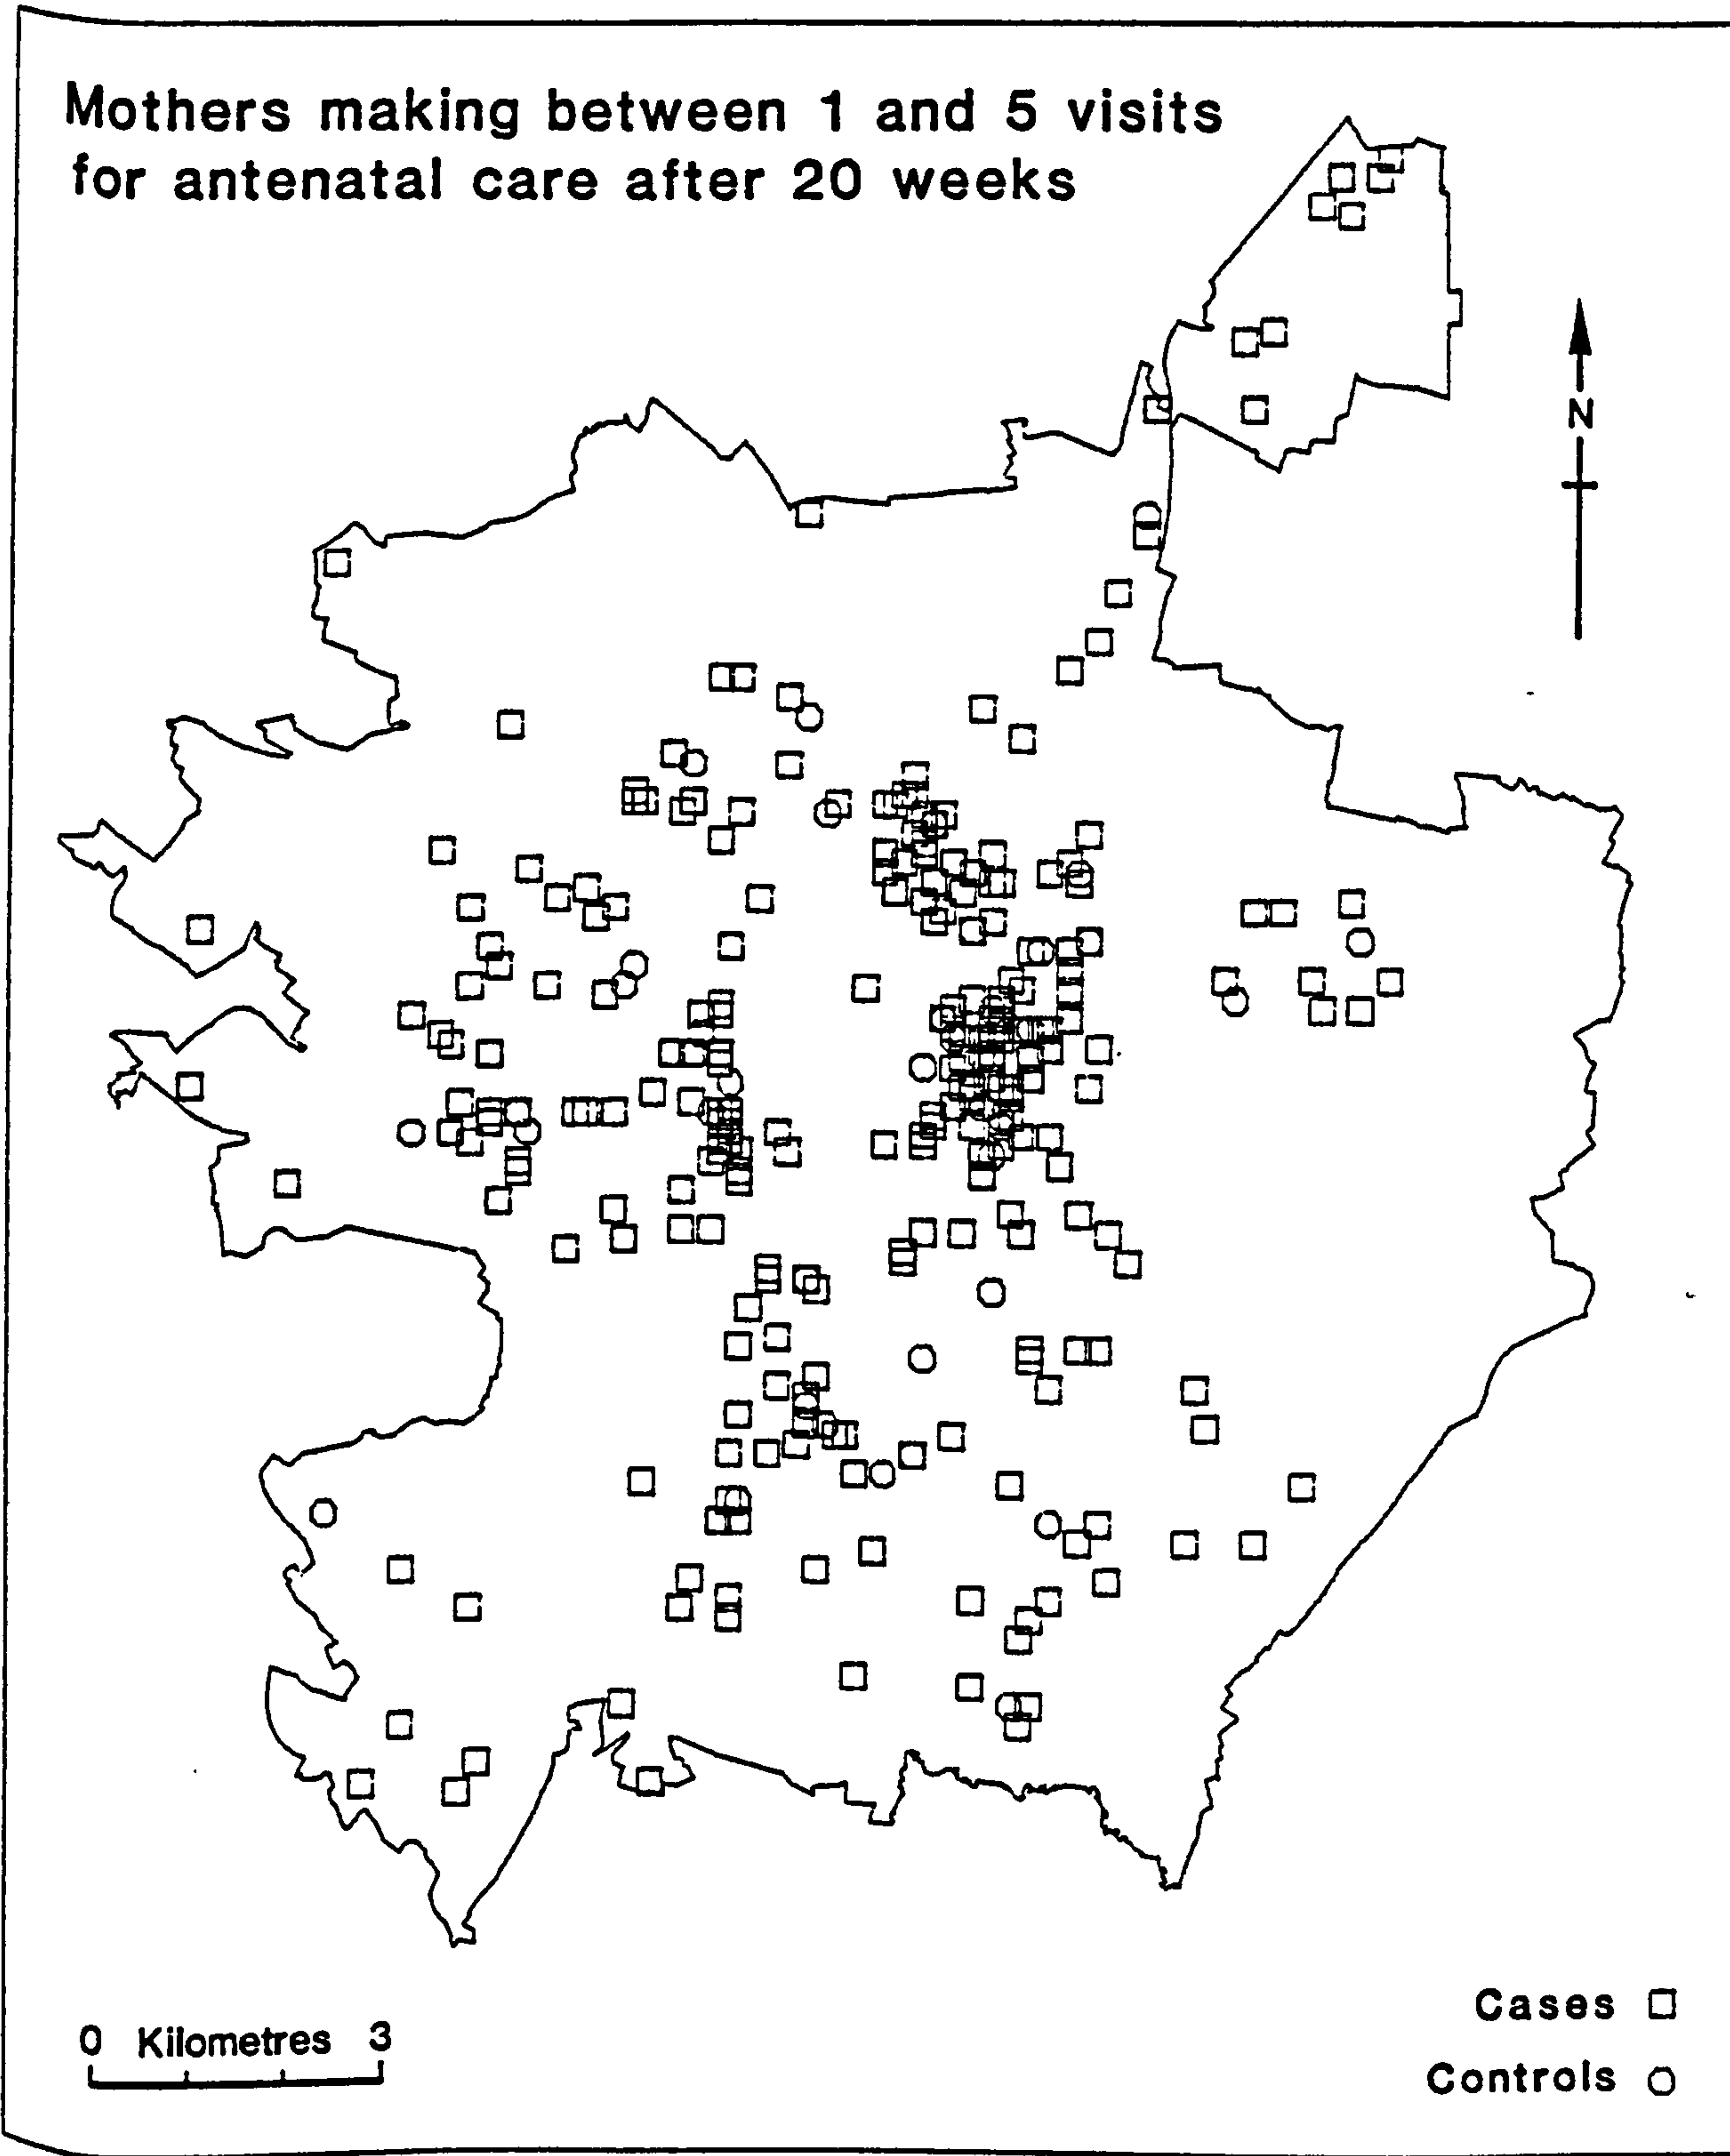 Mothers making between 1 and 5 visits
for antenatal care after 20 weeks
N
0 Kilometres 3
Cases
Controls